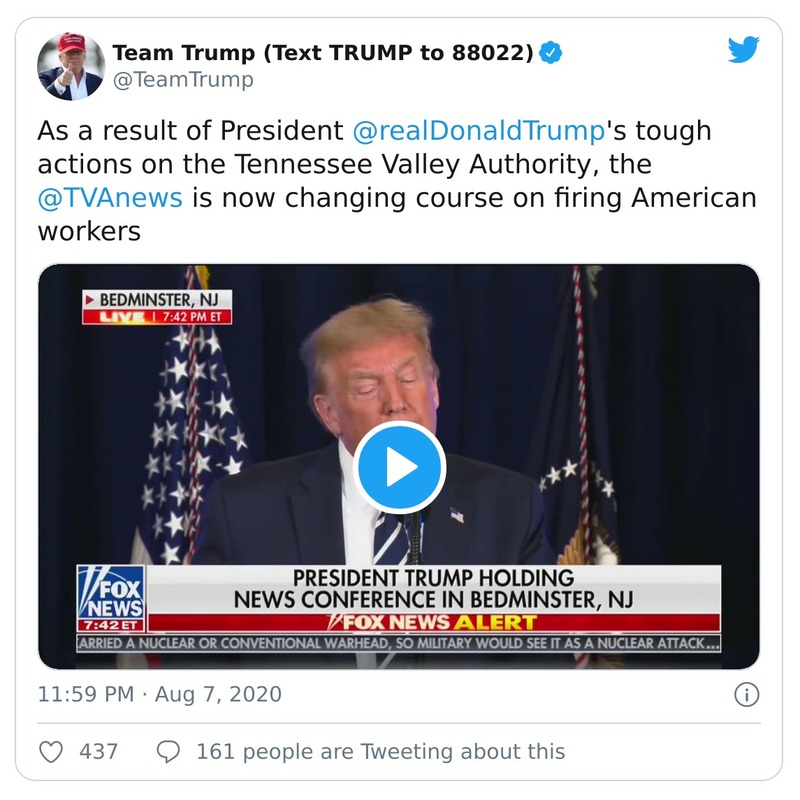 Team Trump (Text TRUMP to 88022)
@TeamTrump
As a result of President @realDonaldTrump's tough
actions on the Tennessee Valley Authority, the
@TVAnews is now changing course on firing American
workers
BEDMINSTER, NJ
LIVE | 7:42 PM ET
PRESIDENT TRUMP HOLDING
NEWS CONFERENCE IN BEDMINSTER, NJ
FOX
NEWS
7:42 ET
FOX NEWS ALERT
ARRIED A NUCLEAR OR CONVENTIONAL WARHEAD, SO MILITARY WOULD SEE IT AS A NUCLEAR ATTACK...
11:59 PM · Aug 7, 2020
437
161 people are Tweeting about this